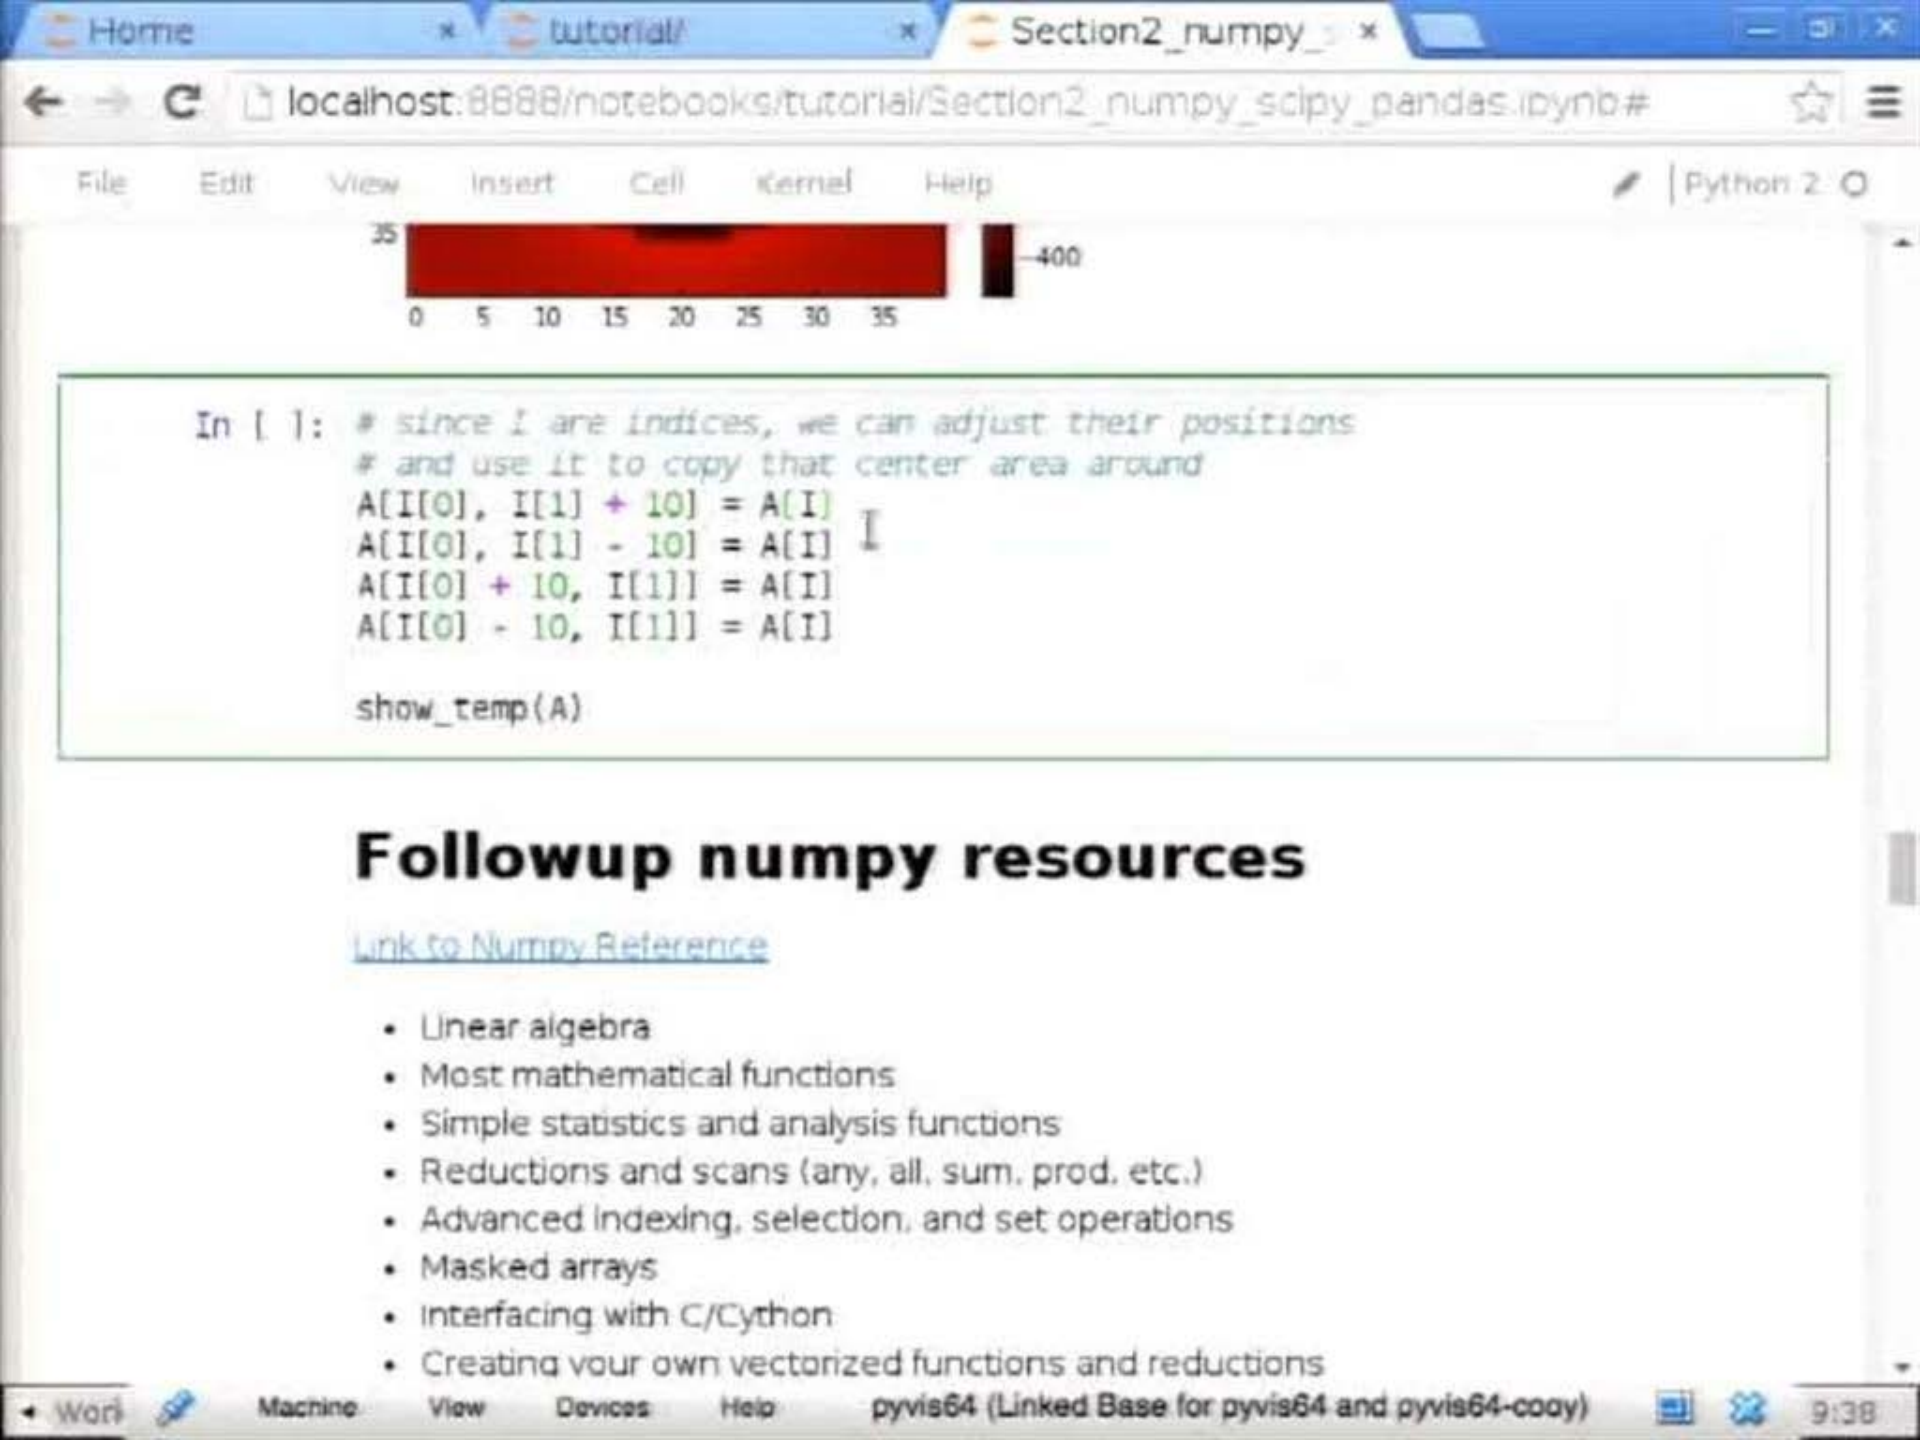 Home
tutorial/
Section2_numpy_
localhost:8888/notebooks/tutorial/Section2_numpy_scipy_pandas.ipynb#
File Edit View Insert Cell Kernel Help
Python 2
35
400
0 5 10 15 20 25 30 35
In [ ]: # since I are indices, we can adjust their positions
# and use it to copy that center area around
A[I[0], I[1] + 10] = A[I]
A[I[0], I[1] - 10] = A[I]
A[I[0] + 10, I[1]] = A[I]
A[I[0] - 10, I[1]] = A[I]
show_temp(A)
Followup numpy resources
Link to Numpy Reference
• Linear algebra
• Most mathematical functions
• Simple statistics and analysis functions
• Reductions and scans (any, all, sum, prod, etc.)
• Advanced indexing, selection, and set operations
• Masked arrays
• Interfacing with C/Cython
• Creating your own vectorized functions and reductions
Machine View Devices Help pyvis64 (Linked Base for pyvis64 and pyvis64-copy) 9:38